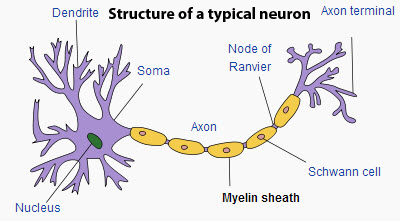 Structure of a typical neuron
Dendrite
Axon terminal
Node of
Ranvier
Soma
Axon
Schwann cell
Myelin sheath
Nucleus